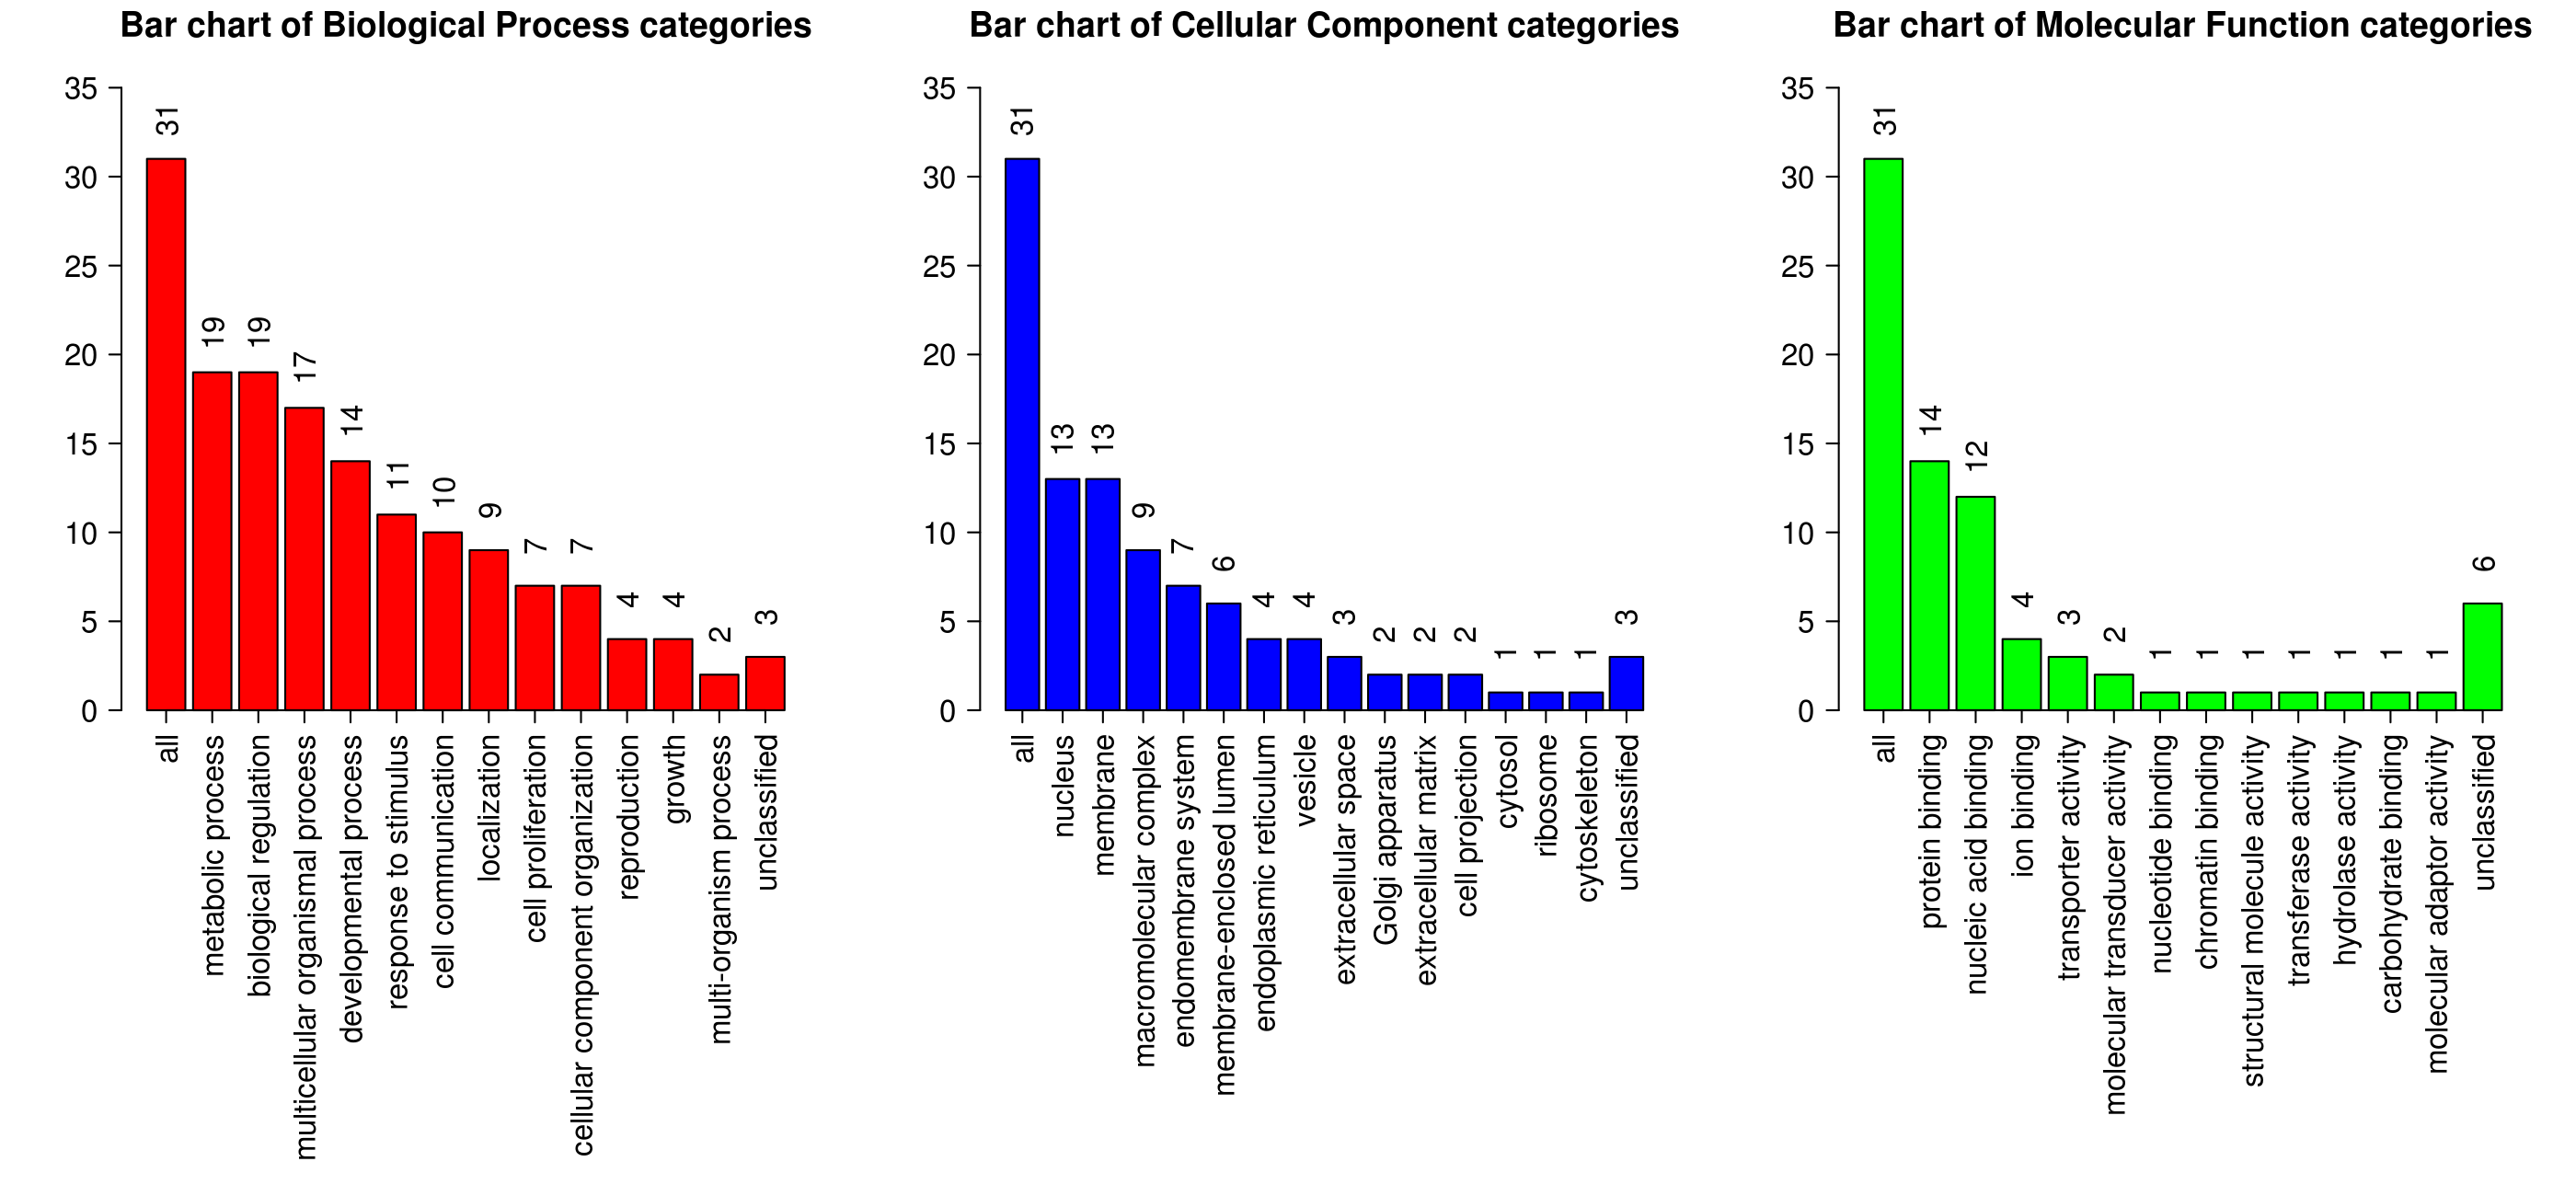 Bar chart of Biological Process categories
35
30
25
20
15
10
5
0
31
19
19
17
14
11
10
9
7
7
4
4
2
3
all
metabolic process
biological regulation
multicellular organismal process
developmental process
response to stimulus
cell communication
localization
cell proliferation
cellular component organization
reproduction
growth
multi-organism process
unclassified
Bar chart of Cellular Component categories
35
30
25
20
15
10
5
0
31
13
13
9
7
6
4
4
3
2
2
2
1
1
1
3
all
nucleus
membrane
macromolecular complex
endomembrane system
membrane-enclosed lumen
endoplasmic reticulum
vesicle
extracellular space
Golgi apparatus
extracellular matrix
cell projection
cytosol
ribosome
cytoskeleton
unclassified
Bar chart of Molecular Function categories
35
30
25
20
15
10
5
0
31
14
12
4
3
2
1
1
1
1
1
1
1
6
all
protein binding
nucleic acid binding
ion binding
transporter activity
molecular transducer activity
nucleotide binding
chromatin binding
structural molecule activity
transferase activity
hydrolase activity
carbohydrate binding
molecular adaptor activity
unclassified